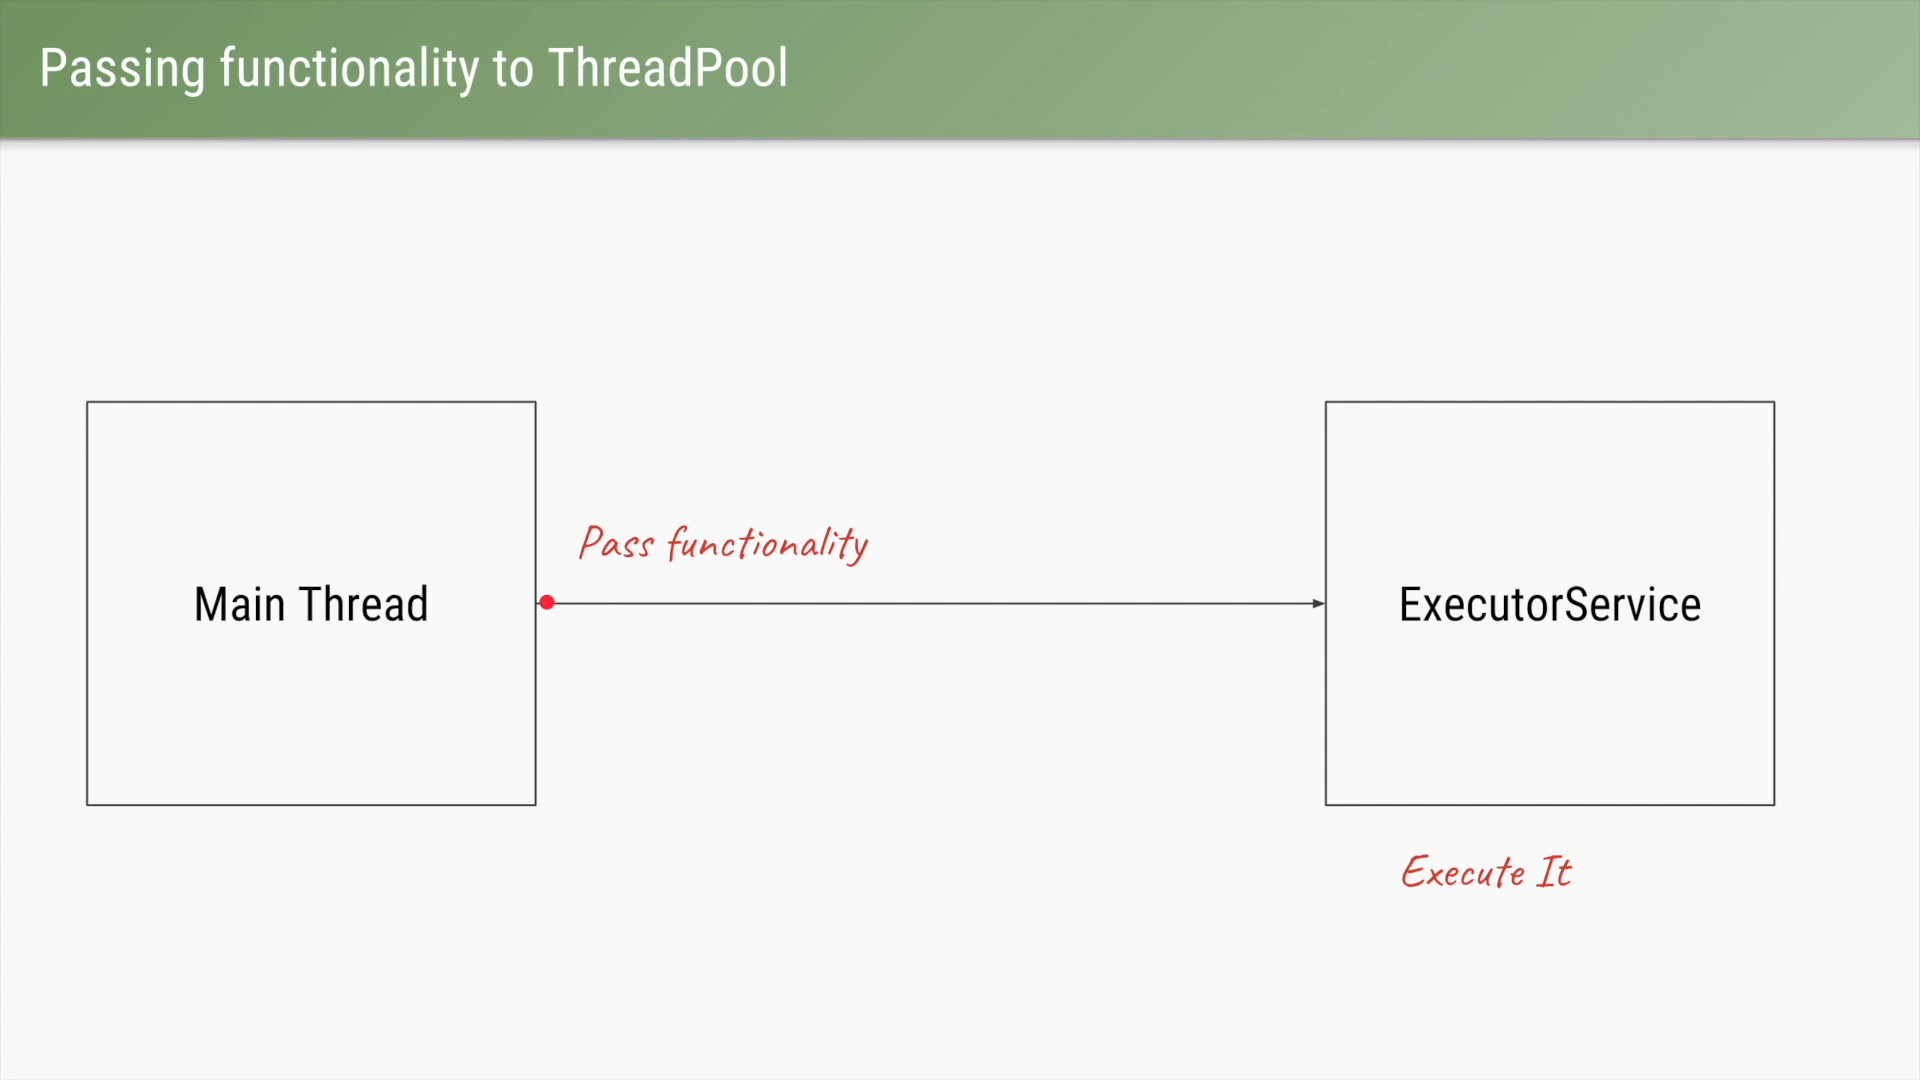 Passing functionality to ThreadPool
Pass functionality
Main Thread
ExecutorService
Execute It